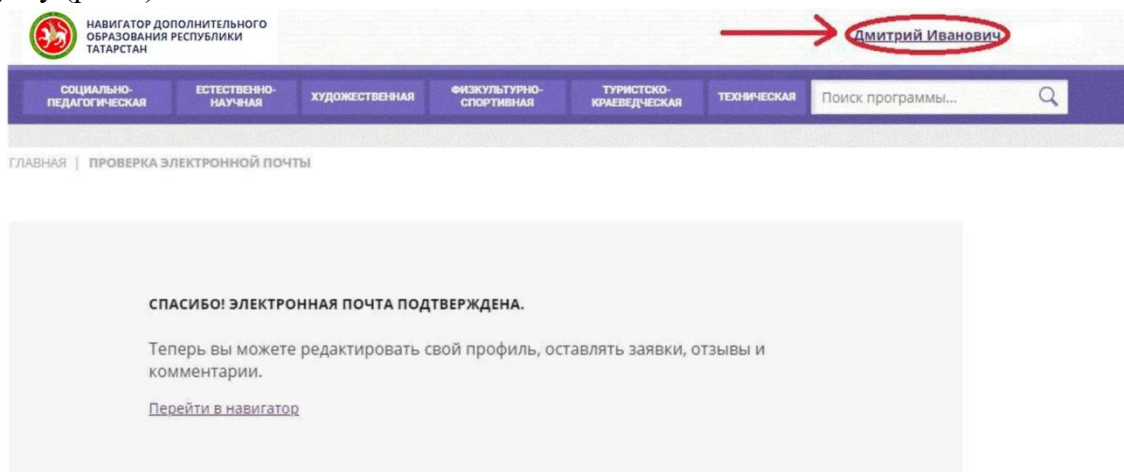 НАВИГАТОР ДОПОЛНИТЕЛЬНОГО
ОБРАЗОВАНИЯ РЕСПУБЛИКИ
ТАТАРСТАН
Дмитрий Иванович
СОЦИАЛЬНО-
ПЕДАГОГИЧЕСКАЯ
ЕСТЕСТВЕННО-
НАУЧНАЯ
ХУДОЖЕСТВЕННАЯ
ФИЗКУЛЬТУРНО-
СПОРТИВНАЯ
ТУРИСТСКО-
КРАЕВЕДЧЕСКАЯ
ТЕХНИЧЕСКАЯ
Поиск программы...
ГЛАВНАЯ | ПРОВЕРКА ЭЛЕКТРОННОЙ ПОЧТЫ
СПАСИБО! ЭЛЕКТРОННАЯ ПОЧТА ПОДТВЕРЖДЕНА.
Теперь вы можете редактировать свой профиль, оставлять заявки, отзывы и
комментарии.
Перейти в навигатор